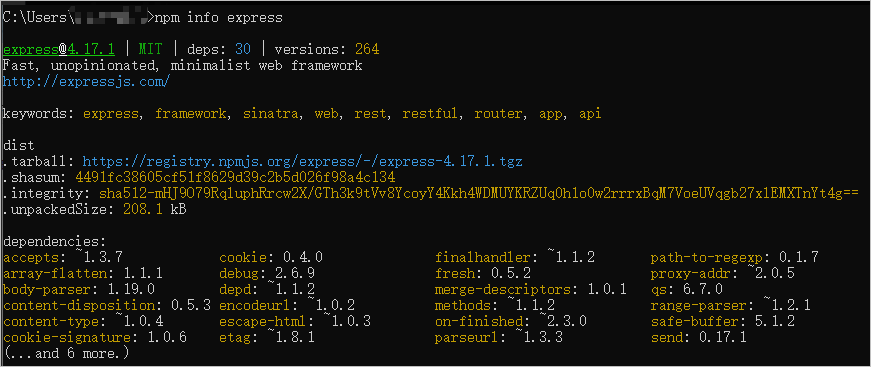 C:\Users\ >npm info express
express@4.17.1 | MIT | deps: 30 | versions: 264
Fast, unopinionated, minimalist web framework
http://expressjs.com/
keywords: express, framework, sinatra, web, rest, restful, router, app, api
dist
.tarball: https://registry.npmjs.org/express/-/express-4.17.1.tgz
.shasum: 4491fc38605cf51f8629d39c2b5d026f98a4c134
.integrity: sha512-mHJ9O79RqluphRrcw2X/GTh3k9tVv8YcoyY4Kkh4WDMUYKRZUq0h1o0w2rrrxBqM7VoeUVqgb27xlEMXTnYt4g==
.unpackedSize: 208.1 kB
dependencies:
accepts: ~1.3.7 cookie: 0.4.0 finalhandler: ~1.1.2 path-to-regexp: 0.1.7
array-flatten: 1.1.1 debug: 2.6.9 fresh: 0.5.2 proxy-addr: ~2.0.5
body-parser: 1.19.0 depd: ~1.1.2 merge-descriptors: 1.0.1 qs: 6.7.0
content-disposition: 0.5.3 encodeurl: ~1.0.2 methods: ~1.1.2 range-parser: ~1.2.1
content-type: ~1.0.4 escape-html: ~1.0.3 on-finished: ~2.3.0 safe-buffer: 5.1.2
cookie-signature: 1.0.6 etag: ~1.8.1 parseurl: ~1.3.3 send: 0.17.1
(...and 6 more.)